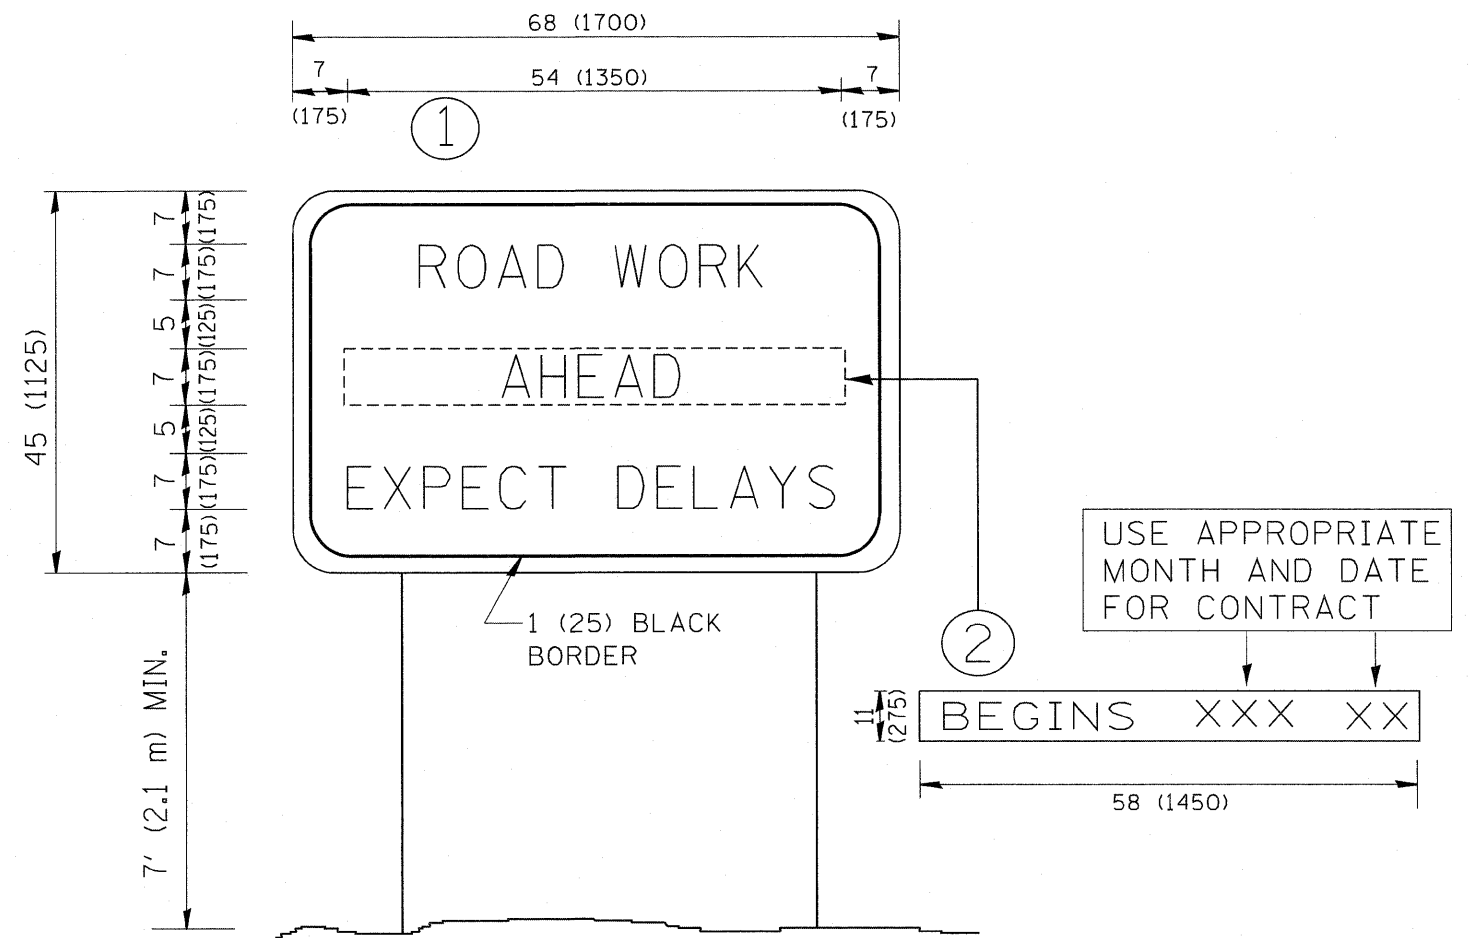 68 (1700)
7
54 (1350)
7
(175)
(175)
1
45 (1125)
7
(175)
7
(175)
5
(125)
7
(175)
5
(125)
7
(175)
7
(175)
ROAD WORK
AHEAD
EXPECT DELAYS
1 (25) BLACK
BORDER
7' (2.1 m) MIN.
2
USE APPROPRIATE
MONTH AND DATE
FOR CONTRACT
11
(275)
BEGINS XXX XX
58 (1450)